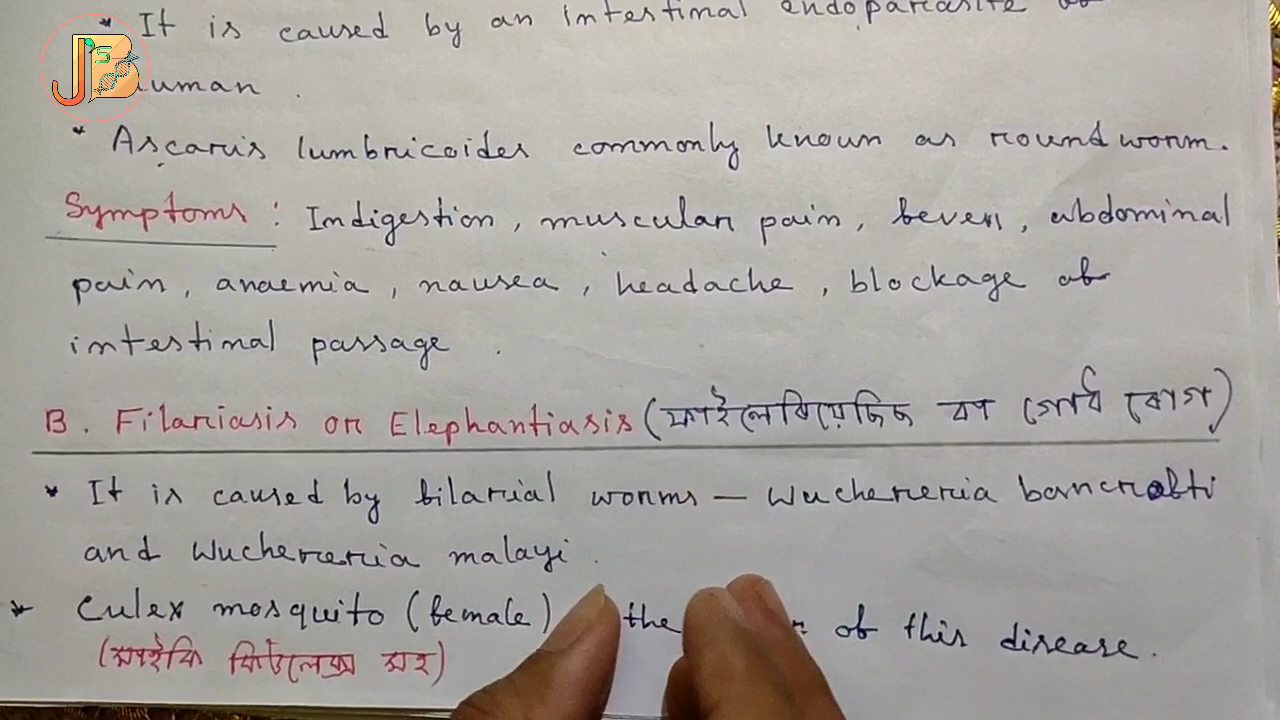 * It is caused by an intestinal endoparasite of
human .
* Ascaris lumbricoides commonly known as roundworm.
Symptoms : Indigestion, muscular pain, fever, abdominal
pain, anaemia, nausea, headache, blockage of
intestinal passage .
B. Filariasis or Elephantiasis (ফাইলেরিয়েসিস বা গোদ রোগ)
* It is caused by filarial worms – Wuchereria bancrofti
and Wuchereria malayi .
* Culex mosquito (female) the of this disease.
(মাইকি কিউলেক্স মহ)
JBS